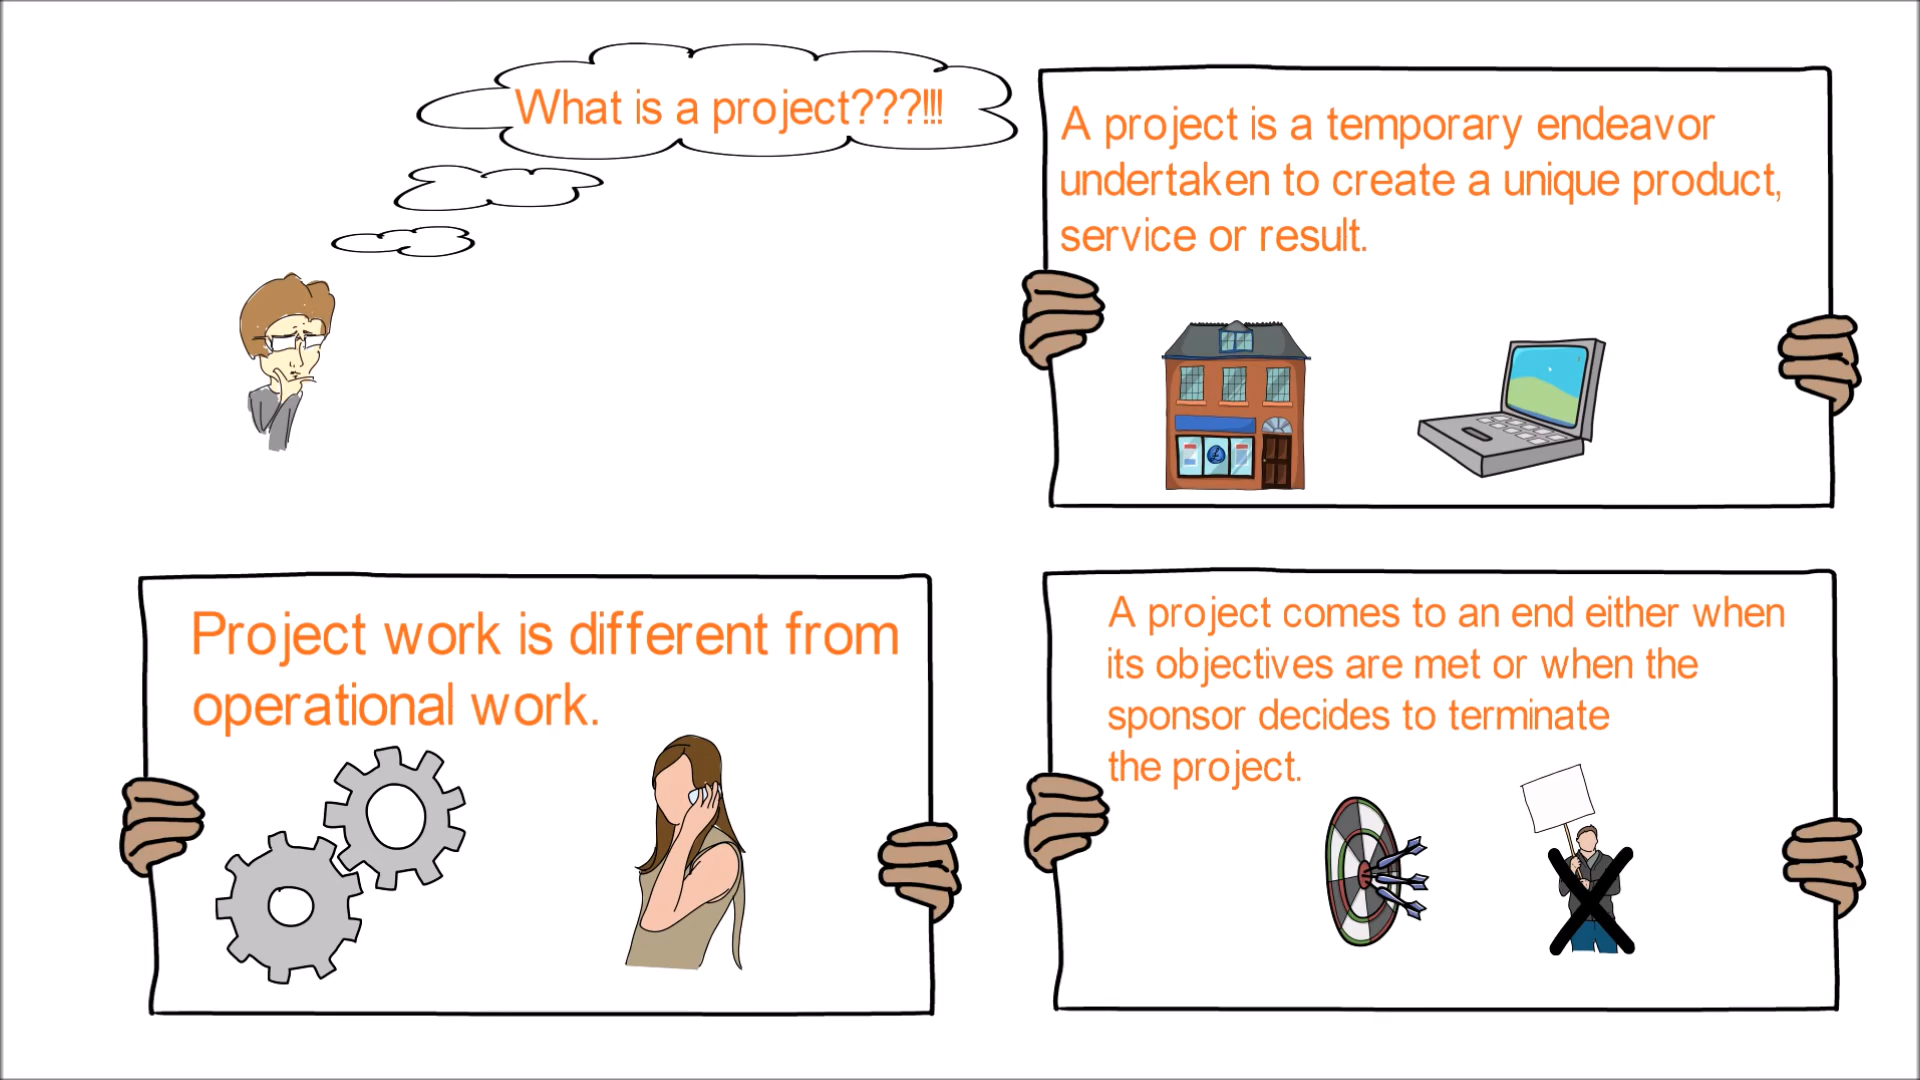 What is a project???!!!
A project is a temporary endeavor
undertaken to create a unique product,
service or result.
Project work is different from
operational work.
A project comes to an end either when
its objectives are met or when the
sponsor decides to terminate
the project.